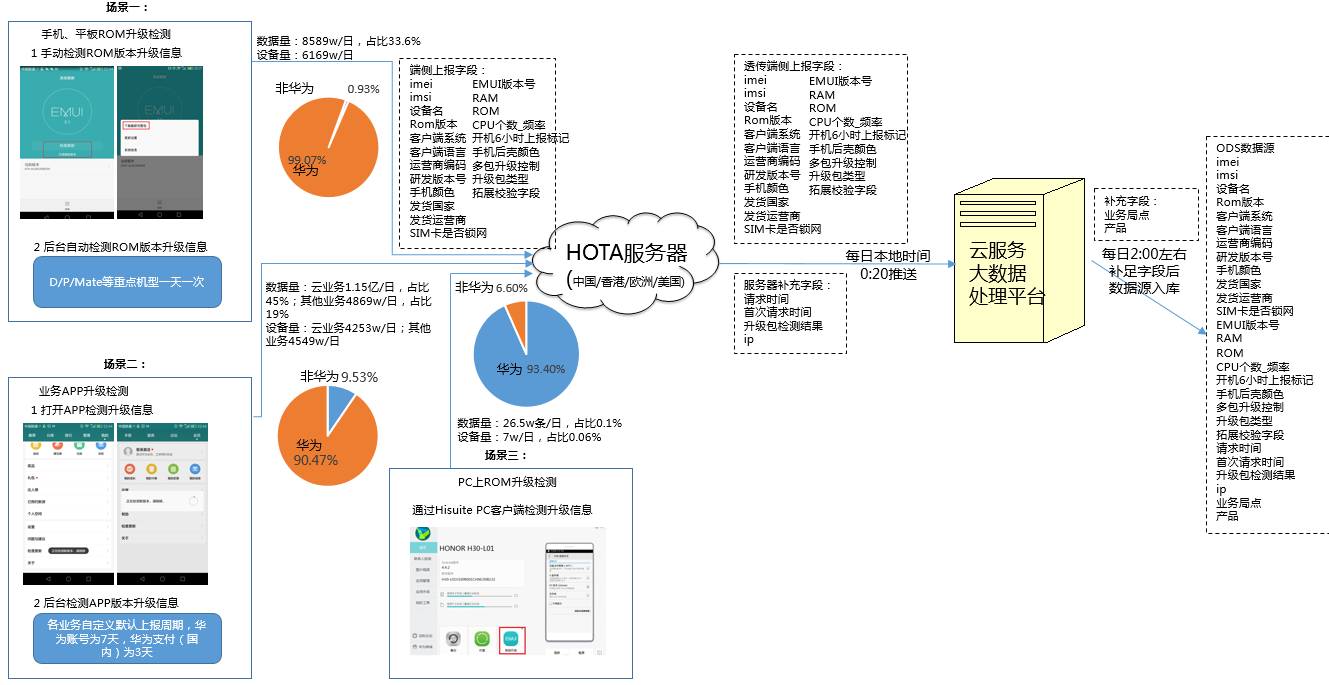 场景一：
手机、平板ROM升级检测
1 手动检测ROM版本升级信息
EMUI
2 后台自动检测ROM版本升级信息
D/P/Mate等重点机型一天一次
数据量：8589w/日，占比33.6%
设备量：6169w/日
非华为
0.93%
99.07%
华为
端侧上报字段：
imei
imsi
设备名
Rom版本
客户端系统
客户端语言
运营商编码
研发版本号
手机颜色
发货国家
发货运营商
SIM卡是否锁网
EMUI版本号
RAM
ROM
CPU个数_频率
开机6小时上报标记
手机后壳颜色
多包升级控制
升级包类型
拓展校验字段
HOTA服务器
(中国/香港/欧洲/美国)
透传端侧上报字段：
imei
imsi
设备名
Rom版本
客户端系统
客户端语言
运营商编码
研发版本号
手机颜色
发货国家
发货运营商
SIM卡是否锁网
EMUI版本号
RAM
ROM
CPU个数_频率
开机6小时上报标记
手机后壳颜色
多包升级控制
升级包类型
拓展校验字段
每日本地时间
0:20推送
服务器补充字段：
请求时间
首次请求时间
升级包检测结果
ip
云服务
大数据
处理平台
补充字段：
业务局点
产品
每日2:00左右
补足字段后
数据源入库
ODS数据源
imei
imsi
设备名
Rom版本
客户端系统
客户端语言
运营商编码
研发版本号
手机颜色
发货国家
发货运营商
SIM卡是否锁网
EMUI版本号
RAM
ROM
CPU个数_频率
开机6小时上报标记
手机后壳颜色
多包升级控制
升级包类型
拓展校验字段
请求时间
首次请求时间
升级包检测结果
ip
业务局点
产品
场景二：
业务APP升级检测
1 打开APP检测升级信息
2 后台检测APP版本升级信息
各业务自定义默认上报周期，华
为账号为7天，华为支付（国
内）为3天
数据量：云业务1.15亿/日，占比
45%；其他业务4869w/日，占比
19%
设备量：云业务4253w/日；其他
业务4549w/日
非华为 9.53%
华为
90.47%
非华为 6.60%
华为 93.40%
数据量：26.5w条/日，占比0.1%
设备量：7w/日，占比0.06%
场景三：
PC上ROM升级检测
通过Hisuite PC客户端检测升级信息
HONOR H30-L01